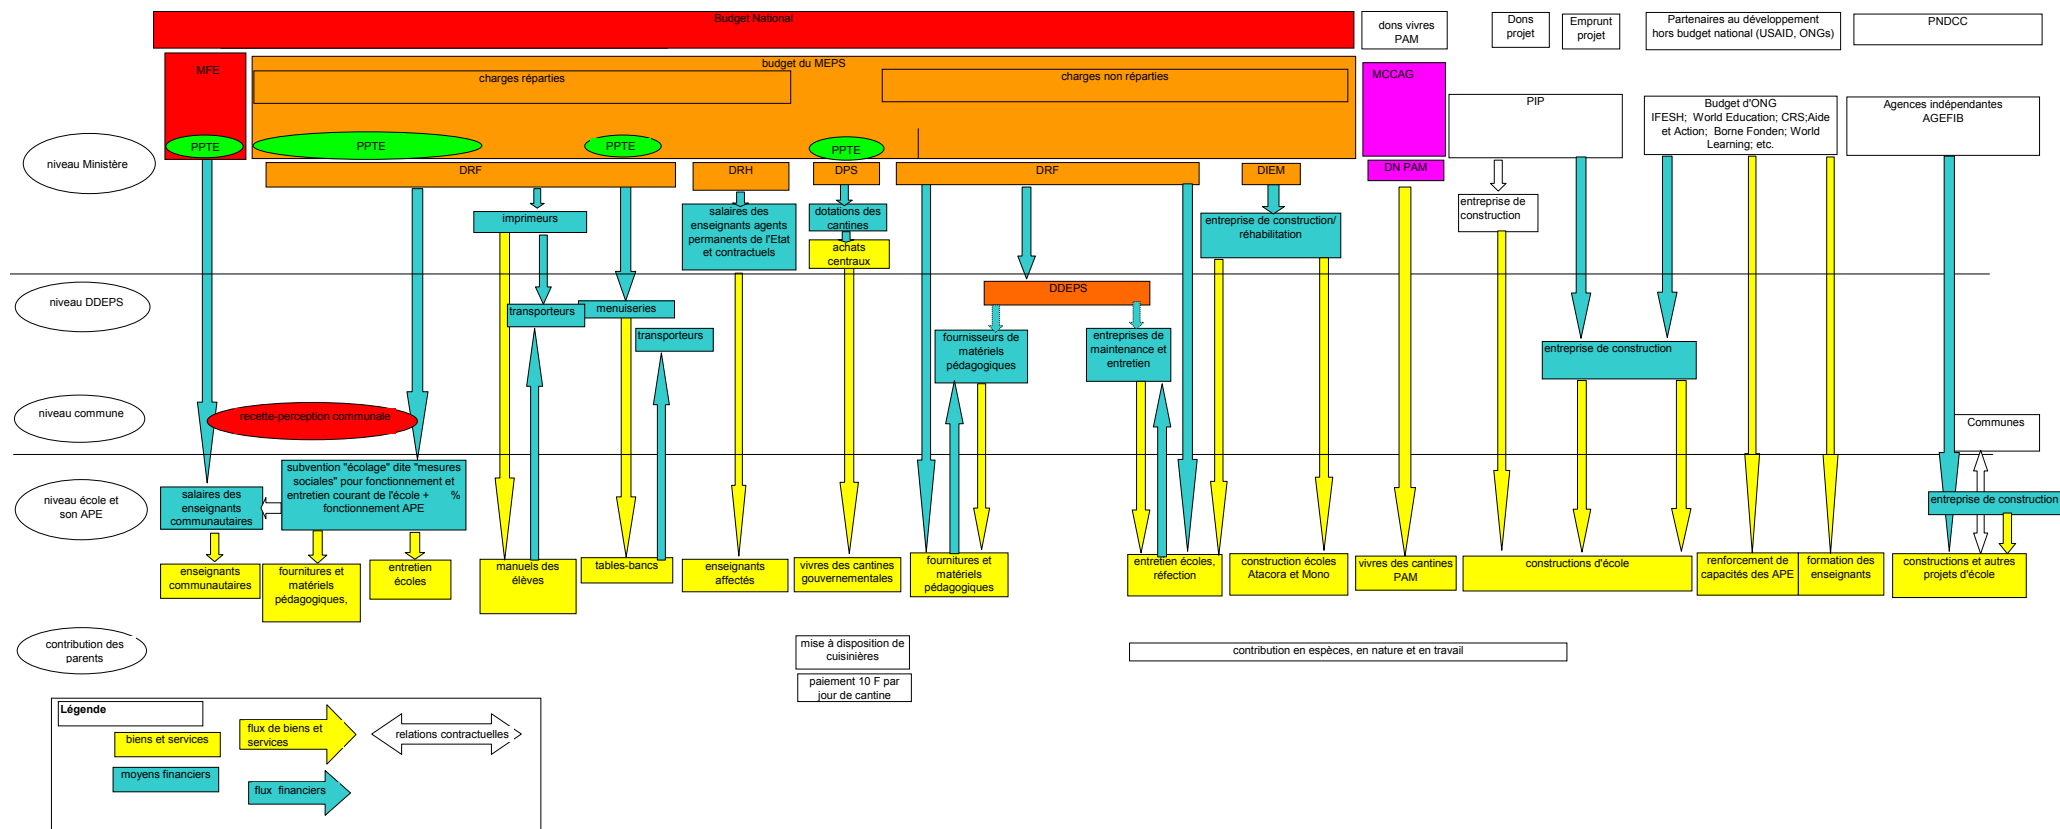 Budget National
dons vivres
PAM
Dons
projet
Emprunt
projet
Partenaires au développement
hors budget national (USAID, ONGs)
PNDCC
MFE
budget du MEPS
charges réparties
charges non réparties
MCCAG
PIP
Budget d'ONG
IFESH; World Education; CRS;Aide
et Action; Borne Fonden; World
Learning; etc.
Agences indépendantes
AGEFIB
niveau Ministère
PPTE
PPTE
PPTE
PPTE
DRF
DRH
DPS
DRF
DIEM
DN PAM
imprimeurs
salaires des
enseignants agents
permanents de l'Etat
et contractuels
dotations des
cantines
achats
centraux
entreprise de construction/
réhabilitation
entreprise de
construction
niveau DDEPS
DDEPS
transporteurs
menuiseries
transporteurs
fournisseurs de
matériels
pédagogiques
entreprises de
maintenance et
entretien
entreprise de construction
niveau commune
recette-perception communale
Communes
niveau école et
son APE
salaires des
enseignants
communautaires
subvention "écolage" dite "mesures
sociales" pour fonctionnement et
entretien courant de l'école + %
fonctionnement APE
entreprise de construction
enseignants
communautaires
fournitures et
matériels
pédagogiques,
entretien
écoles
manuels des
élèves
tables-bancs
enseignants
affectés
vivres des cantines
gouvernementales
fournitures et
matériels
pédagogiques
entretien écoles,
réfection
construction écoles
Atacora et Mono
vivres des cantines
PAM
constructions d'école
renforcement de
capacités des APE
formation des
enseignants
constructions et autres
projets d'école
contribution des
parents
mise à disposition de
cuisinières
paiement 10 F par
jour de cantine
contribution en espèces, en nature et en travail
Légende
biens et services
flux de biens et
services
relations contractuelles
moyens financiers
flux financiers